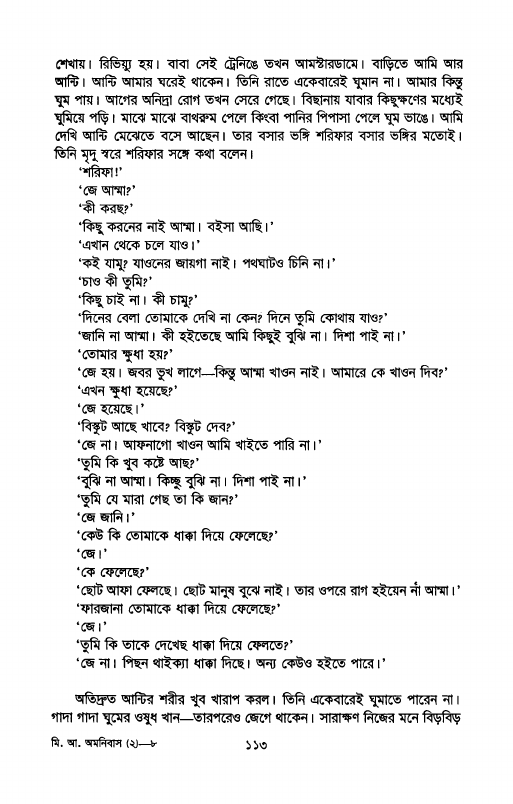 শেখায়। রিভিয়্যু হয়। বাবা সেই ট্রেনিঙে তখন আমস্টারডামে। বাড়িতে আমি আর
আন্টি। আন্টি আমার ঘরেই থাকেন। তিনি রাতে একেবারেই ঘুমান না। আমার কিন্তু
ঘুম পায়। আগের অনিদ্রা রোগ তখন সেরে গেছে। বিছানায় যাবার কিছুক্ষণের মধ্যেই
ঘুমিয়ে পড়ি। মাঝে মাঝে বাথরুম পেলে কিংবা পানির পিপাসা পেলে ঘুম ভাঙে। আমি
দেখি আন্টি মেঝেতে বসে আছেন। তার বসার ভঙ্গি শরিফার বসার ভঙ্গির মতোই।
তিনি মৃদু স্বরে শরিফার সঙ্গে কথা বলেন।
‘শরিফা!’
‘জে আম্মা?’
‘কী করছ?’
‘কিছু করনের নাই আম্মা। বইসা আছি।’
‘এখান থেকে চলে যাও।’
‘কই যামু? যাওনের জায়গা নাই। পথঘাটও চিনি না।’
‘চাও কী তুমি?’
‘কিছু চাই না। কী চামু?’
‘দিনের বেলা তোমাকে দেখি না কেন? দিনে তুমি কোথায় যাও?’
‘জানি না আম্মা। কী হইতেছে আমি কিছুই বুঝি না। দিশা পাই না।’
‘তোমার ক্ষুধা হয়?’
‘জে হয়। জবর ভুখ লাগে—কিন্তু আম্মা খাওন নাই। আমারে কে খাওন দিব?’
‘এখন ক্ষুধা হয়েছে?’
‘জে হয়েছে।’
‘বিস্কুট আছে খাবে? বিস্কুট দেব?’
‘জে না। আফনাগো খাওন আমি খাইতে পারি না।’
‘তুমি কি খুব কষ্টে আছ?’
‘বুঝি না আম্মা। কিচ্ছু বুঝি না। দিশা পাই না।’
‘তুমি যে মারা গেছ তা কি জান?’
‘জে জানি।’
‘কেউ কি তোমাকে ধাক্কা দিয়ে ফেলেছে?’
‘জে।’
‘কে ফেলেছে?’
‘ছোট আফা ফেলছে। ছোট মানুষ বুঝে নাই। তার ওপরে রাগ হইয়েন না আম্মা।’
‘ফারজানা তোমাকে ধাক্কা দিয়ে ফেলেছে?’
‘জে।’
‘তুমি কি তাকে দেখেছ ধাক্কা দিয়ে ফেলতে?’
‘জে না। পিছন থাইক্যা ধাক্কা দিছে। অন্য কেউও হইতে পারে।’
অতিদ্রুত আন্টির শরীর খুব খারাপ করল। তিনি একেবারেই ঘুমাতে পারেন না।
গাদা গাদা ঘুমের ওষুধ খান—তারপরেও জেগে থাকেন। সারাক্ষণ নিজের মনে বিড়বিড়
মি. আ. অমনিবাস (২)—৮
১১৩